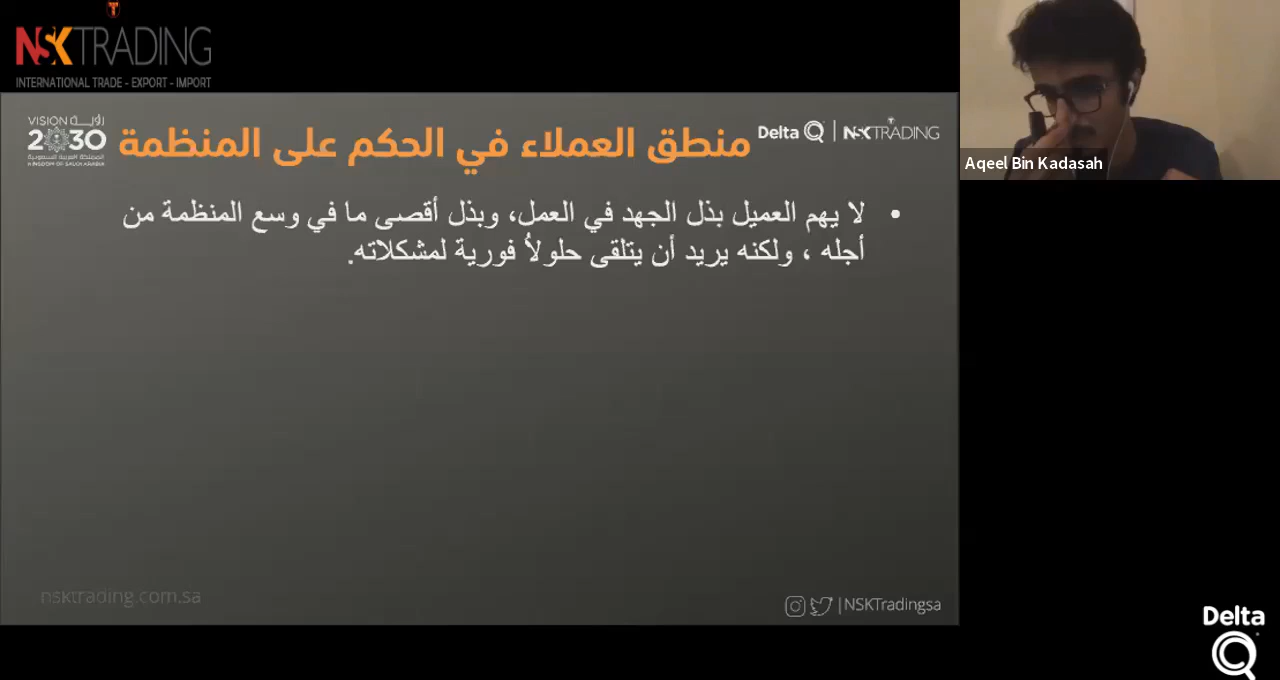 NSKTRADING
INTERNATIONAL TRADE - EXPORT - IMPORT
VISION رؤيــة
2030
المملكة العربية السعودية
KINGDOM OF SAUDI ARABIA
منطق العملاء في الحكم على المنظمة
Delta Q | NSKTRADING
• لا يهم العميل بذل الجهد في العمل، وبذل أقصى ما في وسع المنظمة من
أجله ، ولكنه يريد أن يتلقى حلولاُ فورية لمشكلاته.
nsktrading.com.sa
|NSKTradingsa
Aqeel Bin Kadasah
Delta
Q